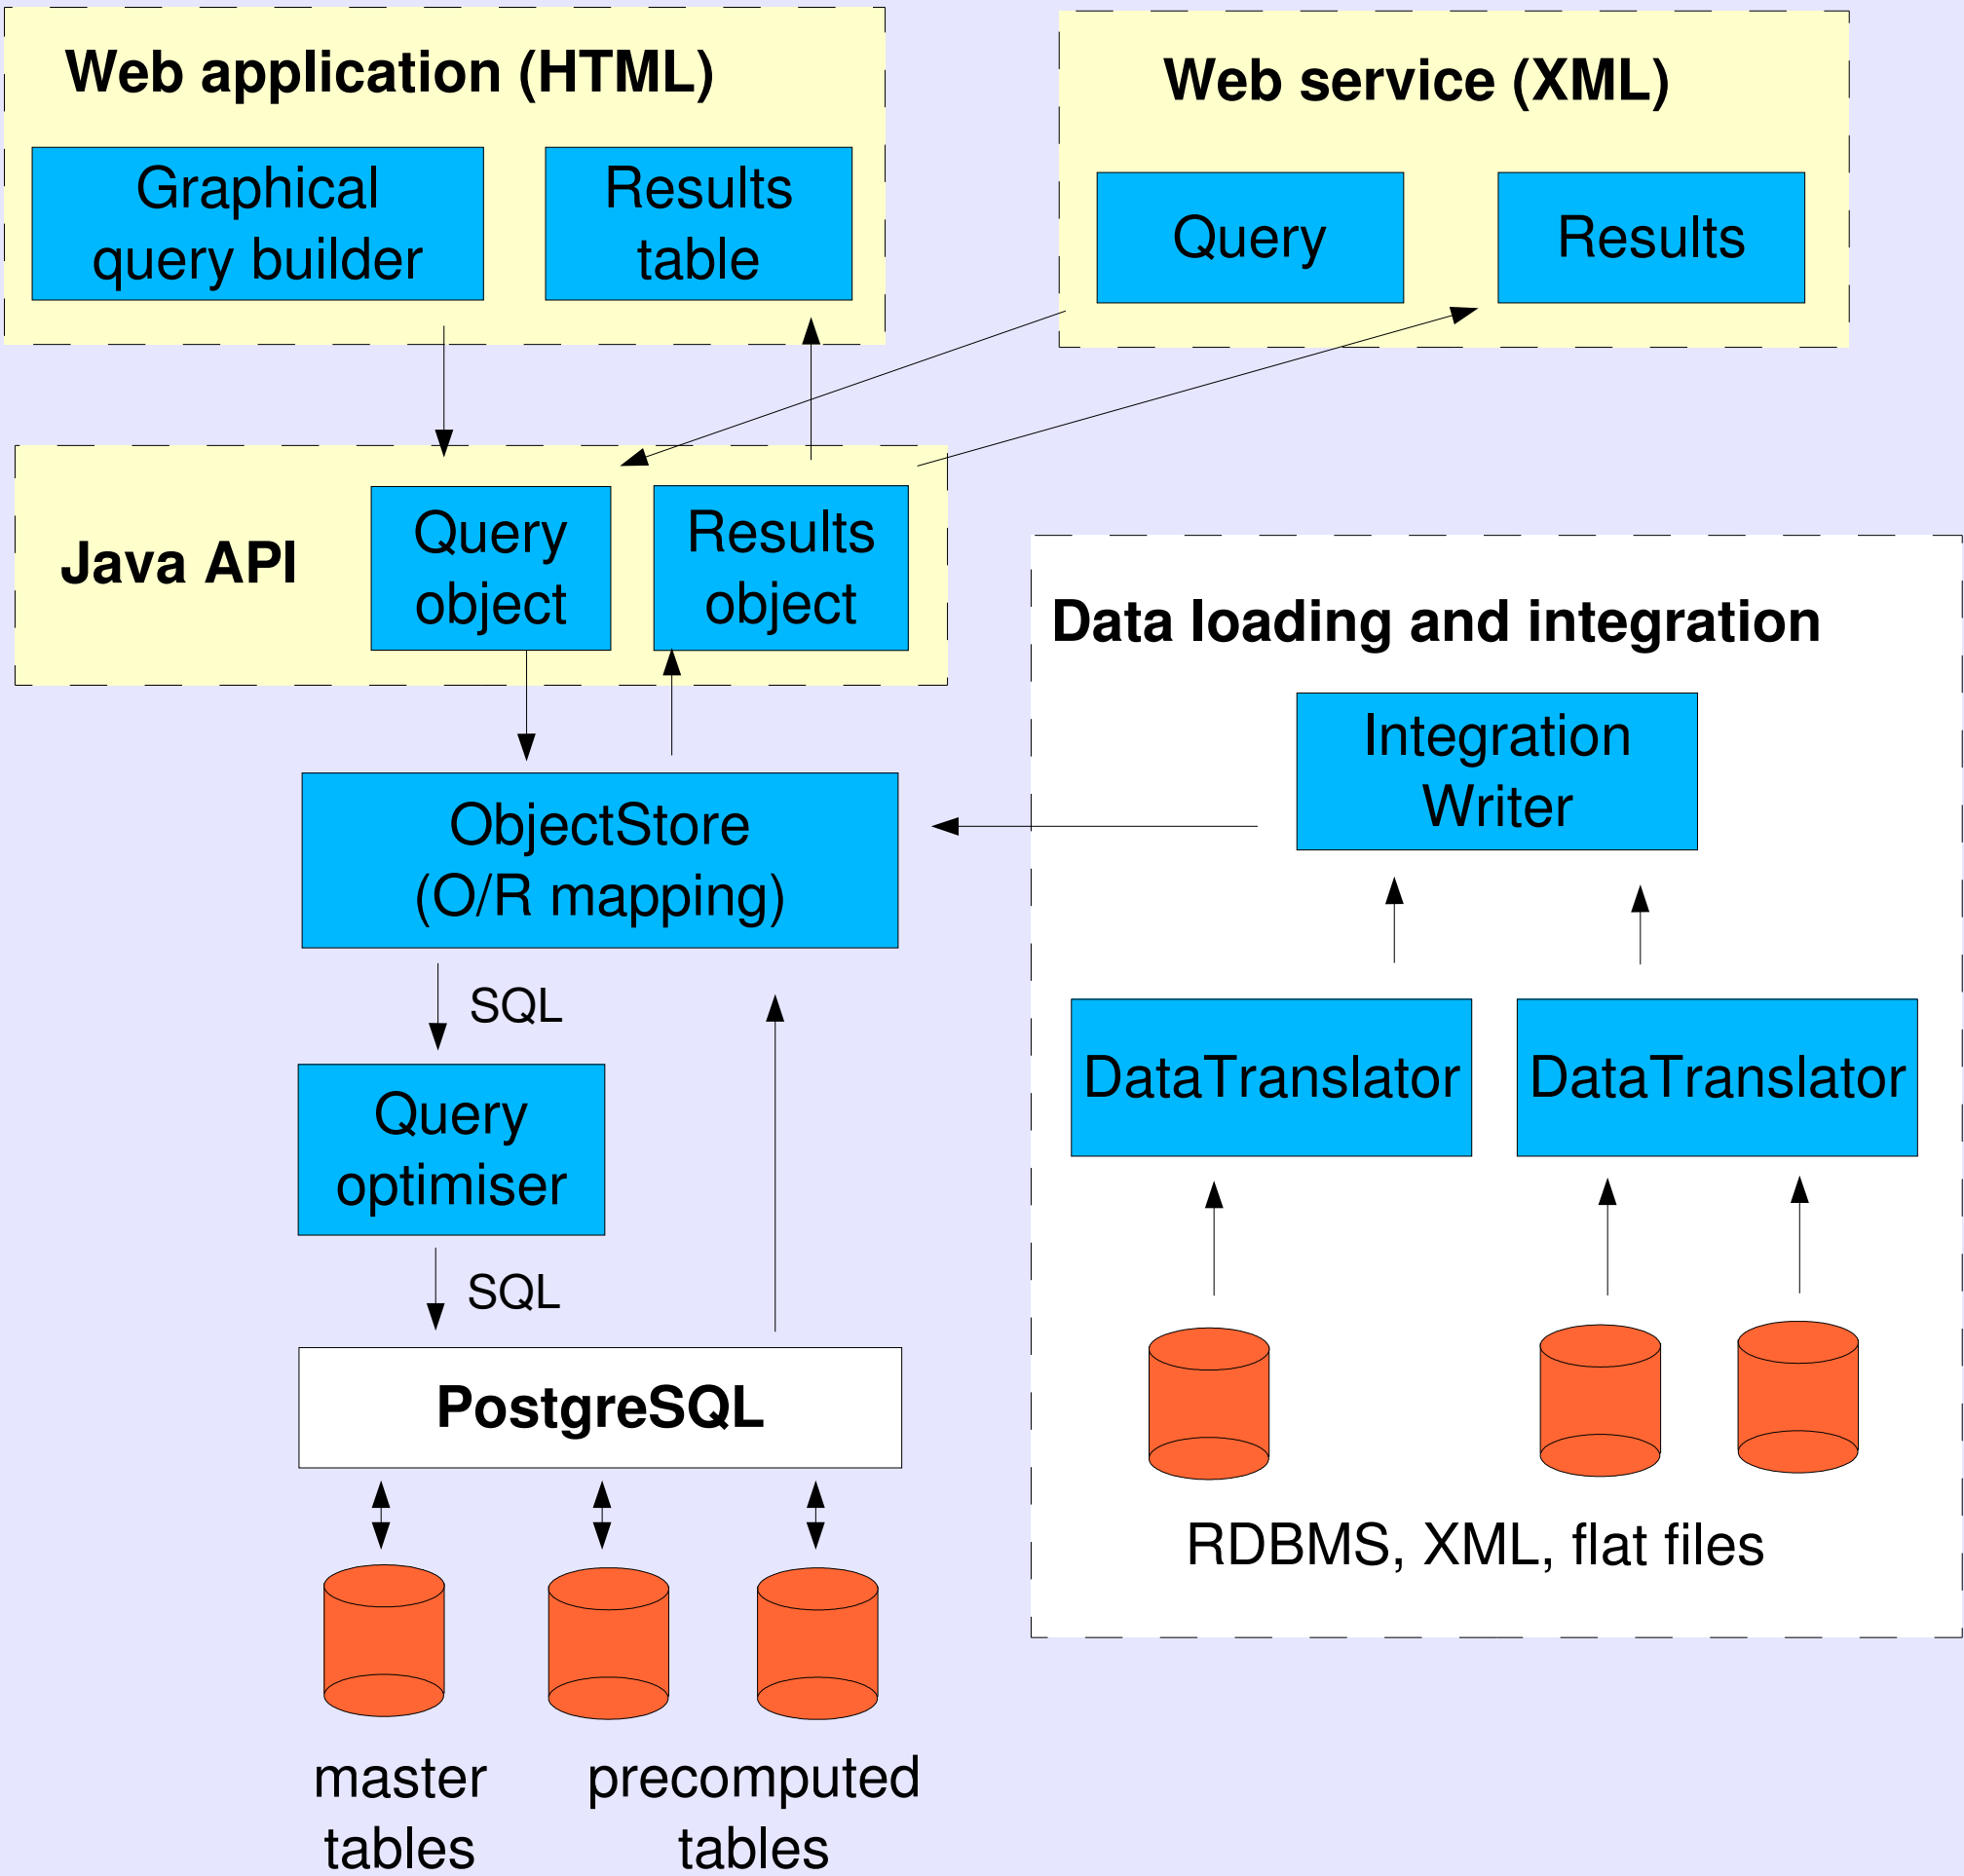 Web application (HTML)
Graphical
query builder
Results
table
Web service (XML)
Query
Results
Java API
Query
object
Results
object
Data loading and integration
Integration
Writer
ObjectStore
(O/R mapping)
SQL
DataTranslator
DataTranslator
Query
optimiser
SQL
PostgreSQL
RDBMS, XML, flat files
master
tables
precomputed
tables